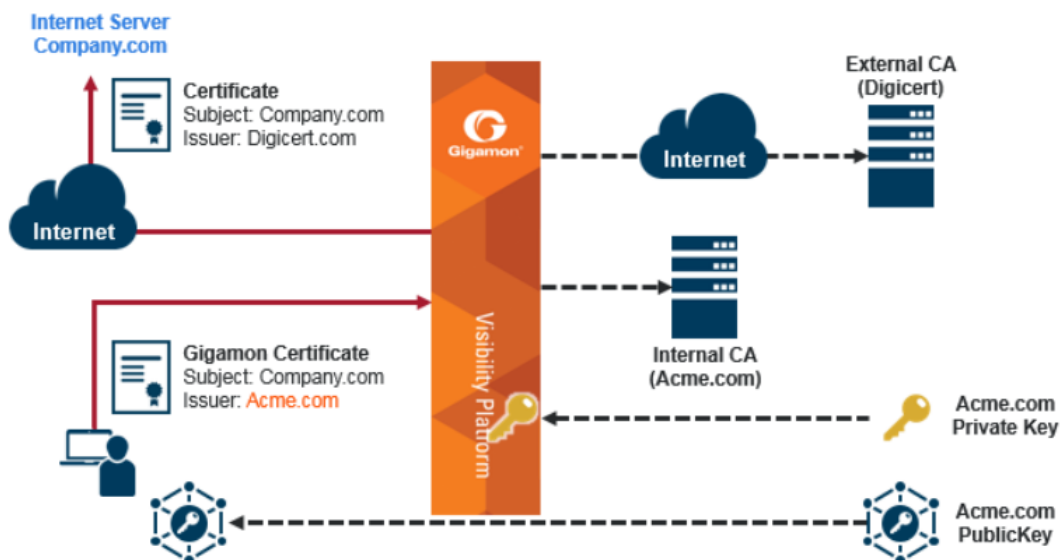 Internet Server
Company.com
Certificate
Subject: Company.com
Issuer: Digicert.com
Internet
Gigamon®
Visibility Platform
Internet
External CA
(Digicert)
Internal CA
(Acme.com)
Gigamon Certificate
Subject: Company.com
Issuer: Acme.com
Acme.com
Private Key
Acme.com
PublicKey